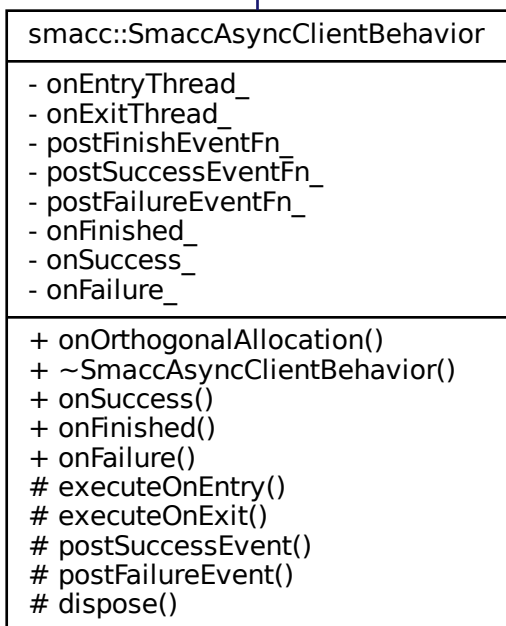 smacc::SmaccAsyncClientBehavior
- onEntryThread_
- onExitThread_
- postFinishEventFn_
- postSuccessEventFn_
- postFailureEventFn_
- onFinished_
- onSuccess_
- onFailure_
+ onOrthogonalAllocation()
+ ~SmaccAsyncClientBehavior()
+ onSuccess()
+ onFinished()
+ onFailure()
# executeOnEntry()
# executeOnExit()
# postSuccessEvent()
# postFailureEvent()
# dispose()